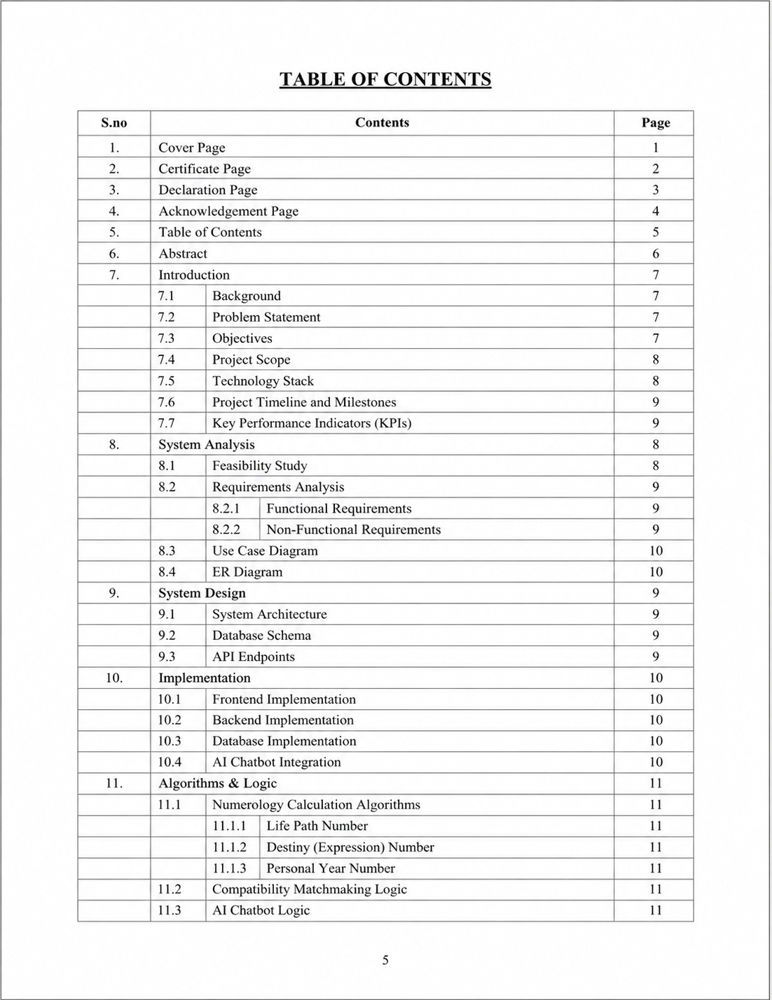 TABLE OF CONTENTS
S.no Contents Page
1. Cover Page 1
2. Certificate Page 2
3. Declaration Page 3
4. Acknowledgement Page 4
5. Table of Contents 5
6. Abstract 6
7. Introduction 7
7.1 Background 7
7.2 Problem Statement 7
7.3 Objectives 7
7.4 Project Scope 8
7.5 Technology Stack 8
7.6 Project Timeline and Milestones 9
7.7 Key Performance Indicators (KPIs) 9
8. System Analysis 8
8.1 Feasibility Study 8
8.2 Requirements Analysis 9
8.2.1 Functional Requirements 9
8.2.2 Non-Functional Requirements 9
8.3 Use Case Diagram 10
8.4 ER Diagram 10
9. System Design 9
9.1 System Architecture 9
9.2 Database Schema 9
9.3 API Endpoints 9
10. Implementation 10
10.1 Frontend Implementation 10
10.2 Backend Implementation 10
10.3 Database Implementation 10
10.4 AI Chatbot Integration 10
11. Algorithms & Logic 11
11.1 Numerology Calculation Algorithms 11
11.1.1 Life Path Number 11
11.1.2 Destiny (Expression) Number 11
11.1.3 Personal Year Number 11
11.2 Compatibility Matchmaking Logic 11
11.3 AI Chatbot Logic 11
5